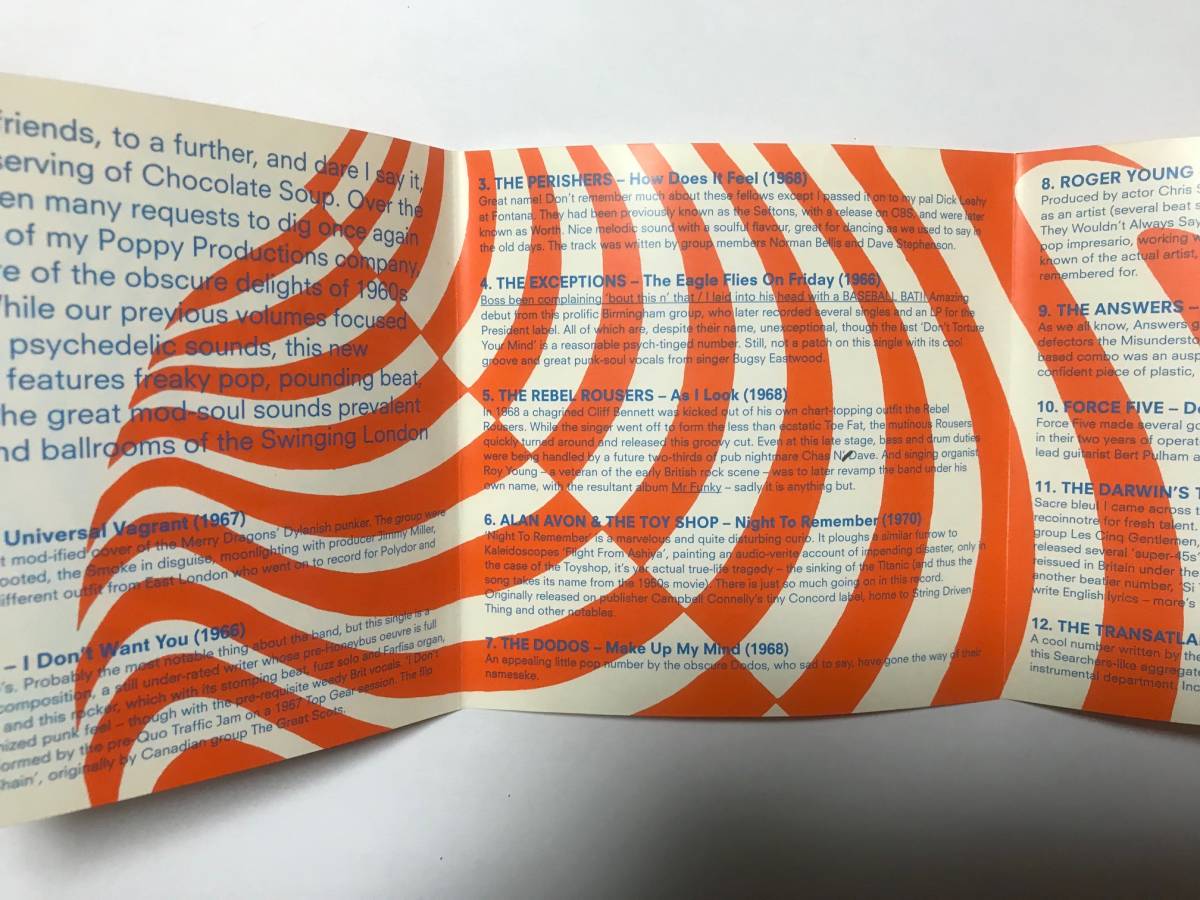 friends, to a further, and dare I say it,
serving of Chocolate Soup. Over the
en many requests to dig once again
of my Poppy Productions company,
re of the obscure delights of 1960s
While our previous volumes focused
psychedelic sounds, this new
features freaky pop, pounding beat,
he great mod-soul sounds prevalent
nd ballrooms of the Swinging London
Universal Vagrant (1967)
t mod-ified cover of the Merry Dragons' Dylenish punker. The group were
ooted, the Smoke in disguise, moonlighting with producer Jimmy Miller,
ifferent outfit from East London who went on to record for Polydor and
– I Don't Want You (1966)
's. Probably the most notable thing about the band, but this single is a
composition, a still under-rated writer whose pre-Honeybus oeuvre is full
and this rocker, which with its stomping beat, fuzz solo and Farfisa organ,
nized punk feel – though with the pre-requisite weedy Brit vocals. 'I Don't
ormed by the pre-Quo Traffic Jam on a 1967 Top Gear session. The flip
hain', originally by Canadian group The Great Scots.
3. THE PERISHERS – How Does It Feel (1968)
Great name! Don't remember much about these fellows except I passed it on to my pal Dick Leahy
at Fontana. They had been previously known as the Settons, with a release on CBS, and were later
known as Worth. Nice melodic sound with a soulful flavour, great for dancing as we used to say in
the old days. The track was written by group members Norman Bellis and Dave Stephenson.
4. THE EXCEPTIONS – The Eagle Flies On Friday (1966)
Boss been complaining 'bout this n' that / I laid into his head with a BASEBALL BAT!! Amazing
debut from this prolific Birmingham group, who later recorded several singles and an LP for the
President label. All of which are, despite their name, unexceptional, though the last 'Don't Torture
Your Mind' is a reasonable psych-tinged number. Still, not a patch on this single with its cool
groove and great punk-soul vocals from singer Bugsy Eastwood.
5. THE REBEL ROUSERS – As I Look (1968)
In 1968 a chagrined Cliff Bennett was kicked out of his own chart-topping outfit the Rebel
Rousers. While the singer went off to form the less than ecstatic Toe Fat, the mutinous Rousers
quickly turned around and released this groovy cut. Even at this late stage, bass and drum duties
were being handled by a future two-thirds of pub nightmare Chas N' Dave. And singing organist
Roy Young – a veteran of the early British rock scene – was to later revamp the band under his
own name, with the resultant album Mr Funky – sadly it is anything but.
6. ALAN AVON & THE TOY SHOP – Night To Remember (1970)
'Night To Remember' is a marvelous and quite disturbing curio. It ploughs a similar furrow to
Kaleidoscopes 'Flight From Ashiya', painting an audio-verite account of impending disaster, only in
the case of the Toyshop, it's you actual true-life tragedy – the sinking of the Titanic (and thus the
song takes its name from the 1950s movie). There is just so much going on in this record.
Originally released on publisher Campbell Connelly's tiny Concord label, home to String Driven
Thing and other notables.
7. THE DODOS – Make Up My Mind (1968)
An appealing little pop number by the obscure Dodos, who sad to say, have gone the way of their
nameseke.
8. ROGER YOUNG
Produced by actor Chris
as an artist (several beat s
They Wouldn't Always Say
pop impresario, working w
known of the actual artist,
remembered for.
9. THE ANSWERS –
As we all know, Answers g
defectors the Misunderstoo
based combo was an ausp
confident piece of plastic,
10. FORCE FIVE – D
Force Five made several go
in their two years of operat
lead guitarist Bert Pulham a
11. THE DARWIN'S T
Sacre bleu! I came across t
recoinnotre for fresh talent.
group Les Cinq Gentlemen,
released several 'super-45s'
reissued in Britain under the
another beatier number, 'Si
write English lyrics – more's
12. THE TRANSATLA
A cool number written by the
this Searchers-like aggregate
instrumental department. Inc